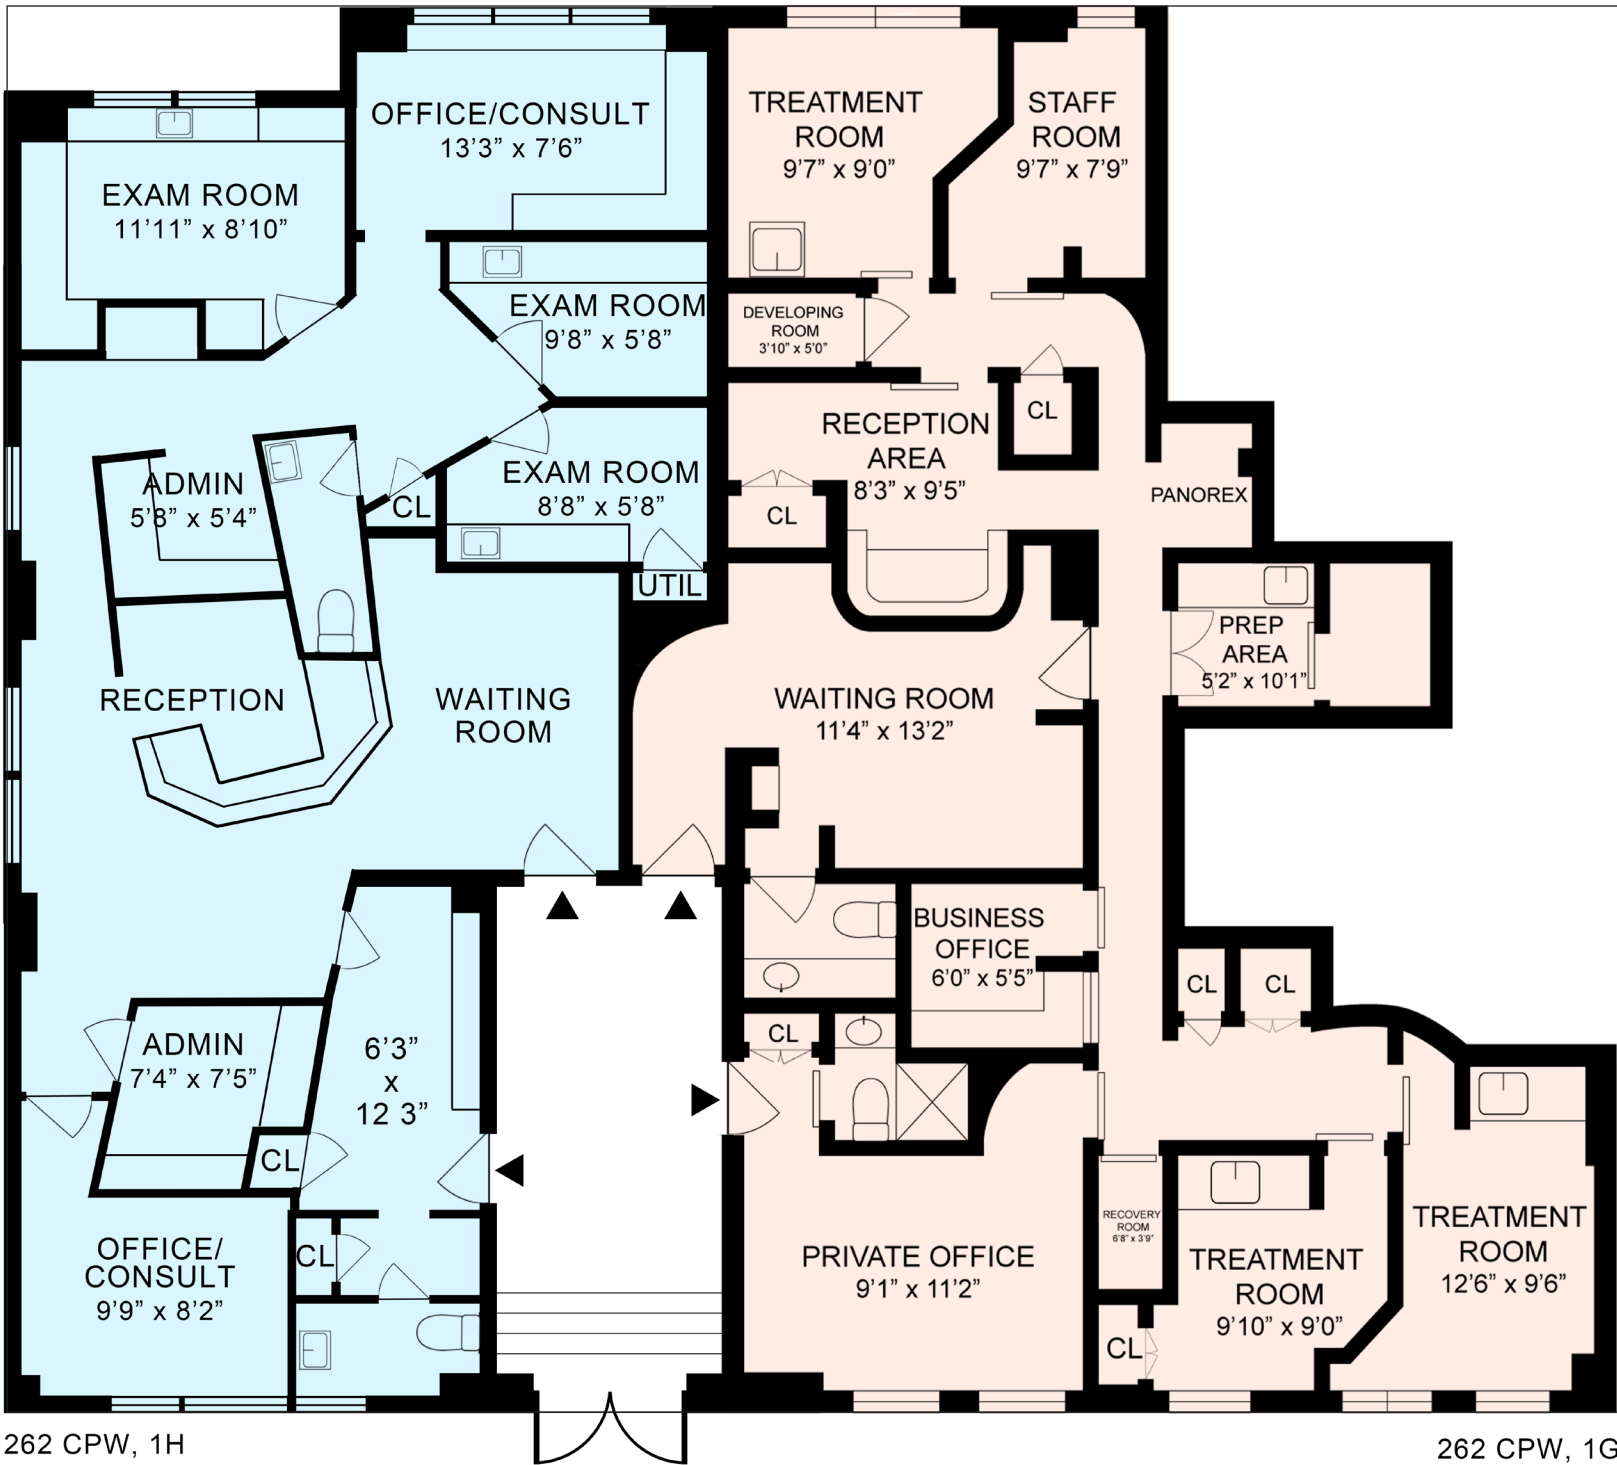 OFFICE/CONSULT
13'3" x 7'6"
TREATMENT
ROOM
9'7" x 9'0"
STAFF
ROOM
9'7" x 7'9"
EXAM ROOM
11'11" x 8'10"
EXAM ROOM
9'8" x 5'8"
DEVELOPING
ROOM
3'10" x 5'0"
CL
RECEPTION
AREA
8'3" x 9'5"
EXAM ROOM
8'8" x 5'8"
ADMIN
5'8" x 5'4"
CL
CL
PANOREX
UTIL
PREP
AREA
5'2" x 10'1"
RECEPTION
WAITING
ROOM
WAITING ROOM
11'4" x 13'2"
BUSINESS
OFFICE
6'0" x 5'5"
CL
CL
ADMIN
7'4" x 7'5"
6'3"
x
12 3"
CL
CL
RECOVERY
ROOM
6'8" x 3'9"
TREATMENT
ROOM
12'6" x 9'6"
OFFICE/
CONSULT
9'9" x 8'2"
CL
PRIVATE OFFICE
9'1" x 11'2"
TREATMENT
ROOM
9'10" x 9'0"
CL
262 CPW, 1H
262 CPW, 1G